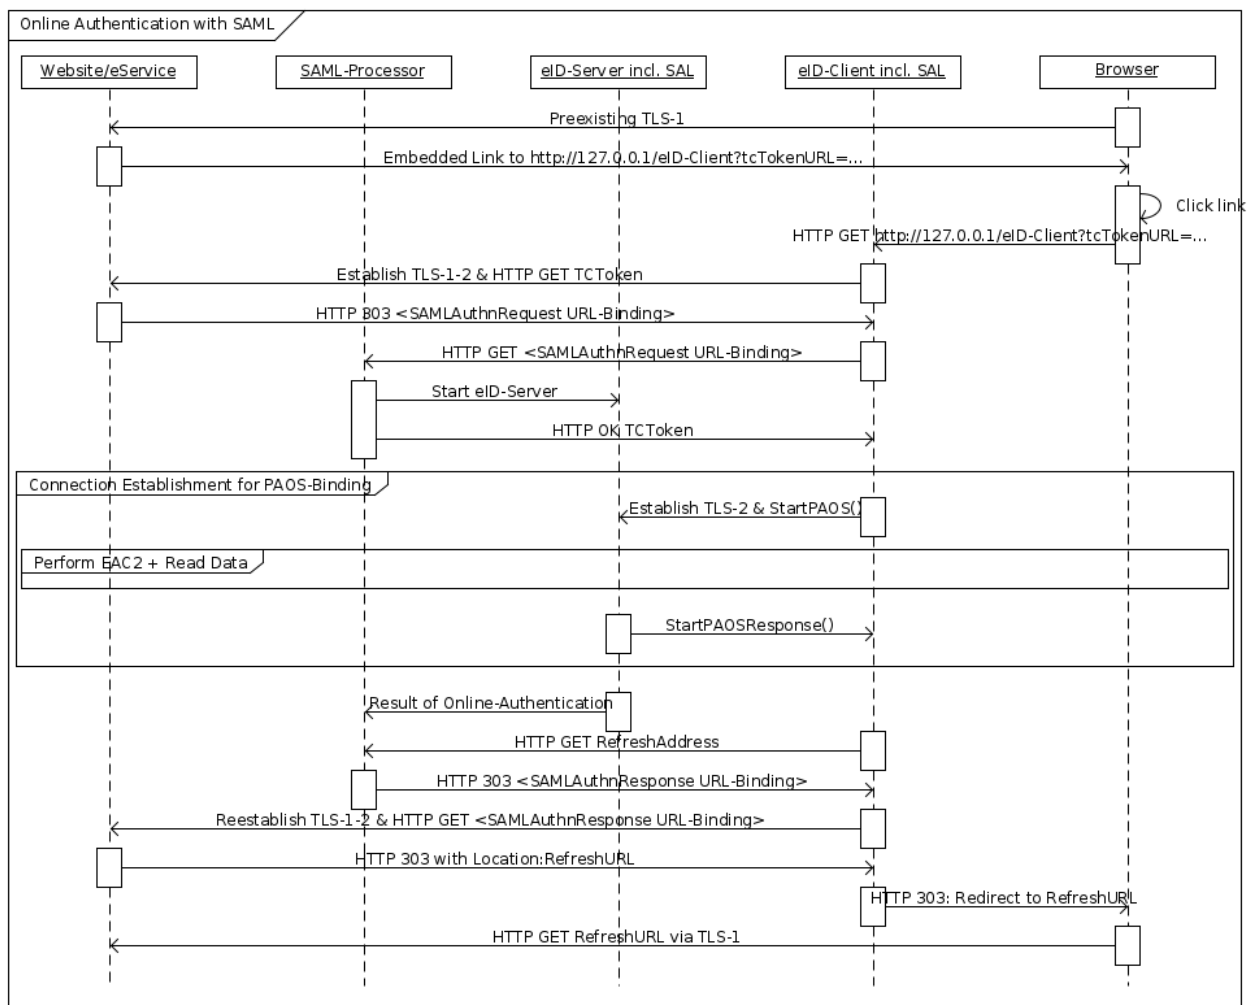 Online Authentication with SAML
Website/eService
SAML-Processor
eID-Server incl. SAL
eID-Client incl. SAL
Browser
Preexisting TLS-1
Embedded Link to http://127.0.0.1/eID-Client?tcTokenURL=...
Click link
HTTP GET http://127.0.0.1/eID-Client?tcTokenURL=...
Establish TLS-1-2 & HTTP GET TCToken
HTTP 303 <SAMLAuthnRequest URL-Binding>
HTTP GET <SAMLAuthnRequest URL-Binding>
Start eID-Server
HTTP OK TCToken
Connection Establishment for PAOS-Binding
Establish TLS-2 & StartPAOS()
Perform EAC2 + Read Data
StartPAOSResponse()
Result of Online-Authentication
HTTP GET RefreshAddress
HTTP 303 <SAMLAuthnResponse URL-Binding>
Reestablish TLS-1-2 & HTTP GET <SAMLAuthnResponse URL-Binding>
HTTP 303 with Location:RefreshURL
HTTP 303: Redirect to RefreshURL
HTTP GET RefreshURL via TLS-1